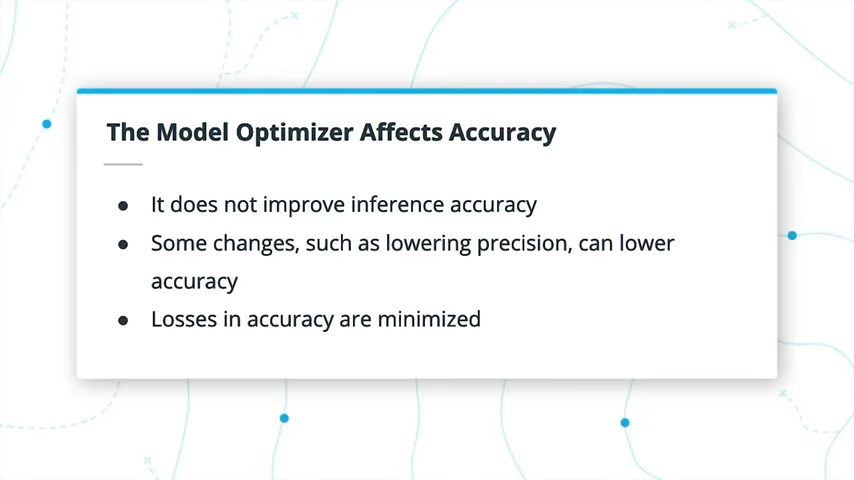 The Model Optimizer Affects Accuracy
● It does not improve inference accuracy
● Some changes, such as lowering precision, can lower
accuracy
● Losses in accuracy are minimized